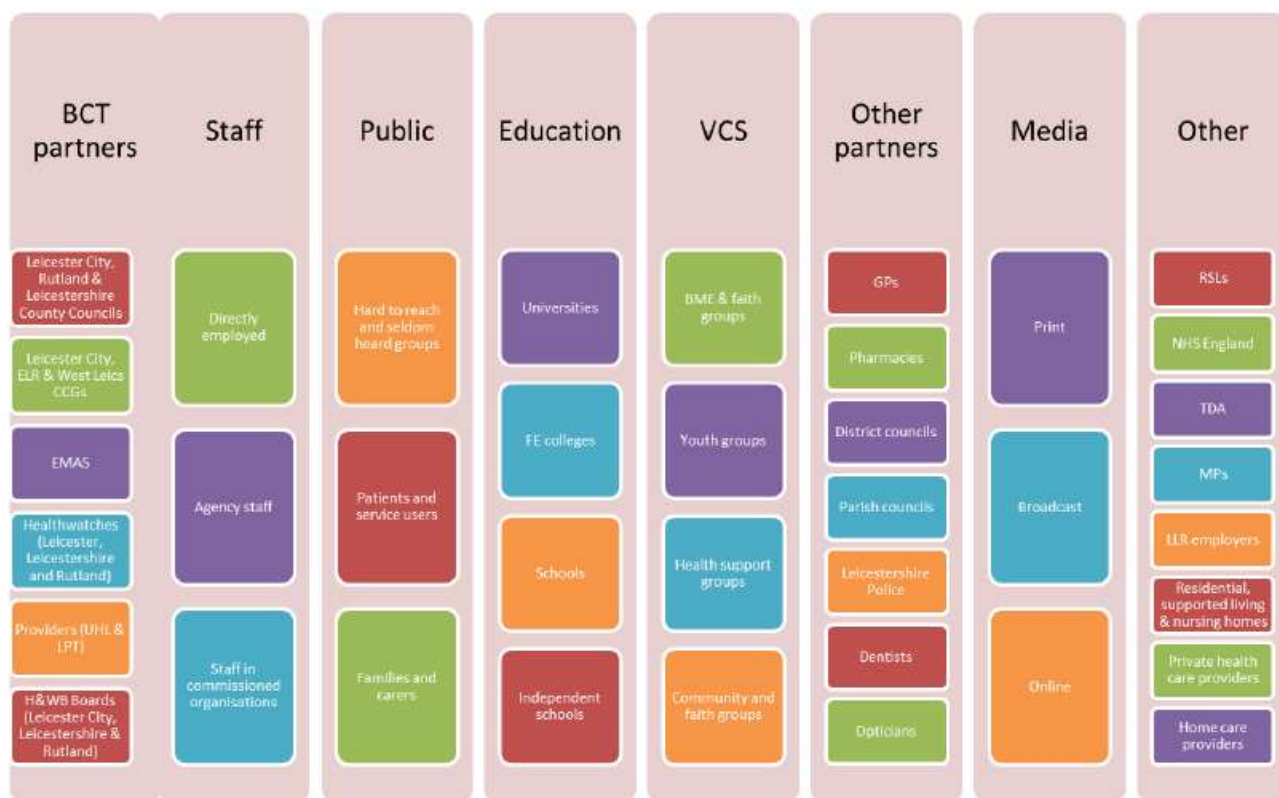 BCT
partners
Staff
Public
Education
VCS
Other
partners
Media
Other
Leicester City,
Rutland &
Leicestershire
County Councils
Leicester City,
ELR & West Leics
CCGs
EMAS
Healthwatches
(Leicester,
Leicestershire
and Rutland)
Providers (UHL &
LPT)
H&WB Boards
(Leicester City,
Leicestershire &
Rutland)
Directly
employed
Agency staff
Staff in
commissioned
organisations
Hard to reach
and seldom
heard groups
Patients and
service users
Families and
carers
Universities
FE colleges
Schools
Independent
schools
BME & faith
groups
Youth groups
Health support
groups
Community and
faith groups
GPs
Pharmacies
District councils
Parish councils
Leicestershire
Police
Dentists
Opticians
Print
Broadcast
Online
RSLs
NHS England
TDA
MPs
LLR employers
Residential,
supported living
& nursing homes
Private health
care providers
Home care
providers